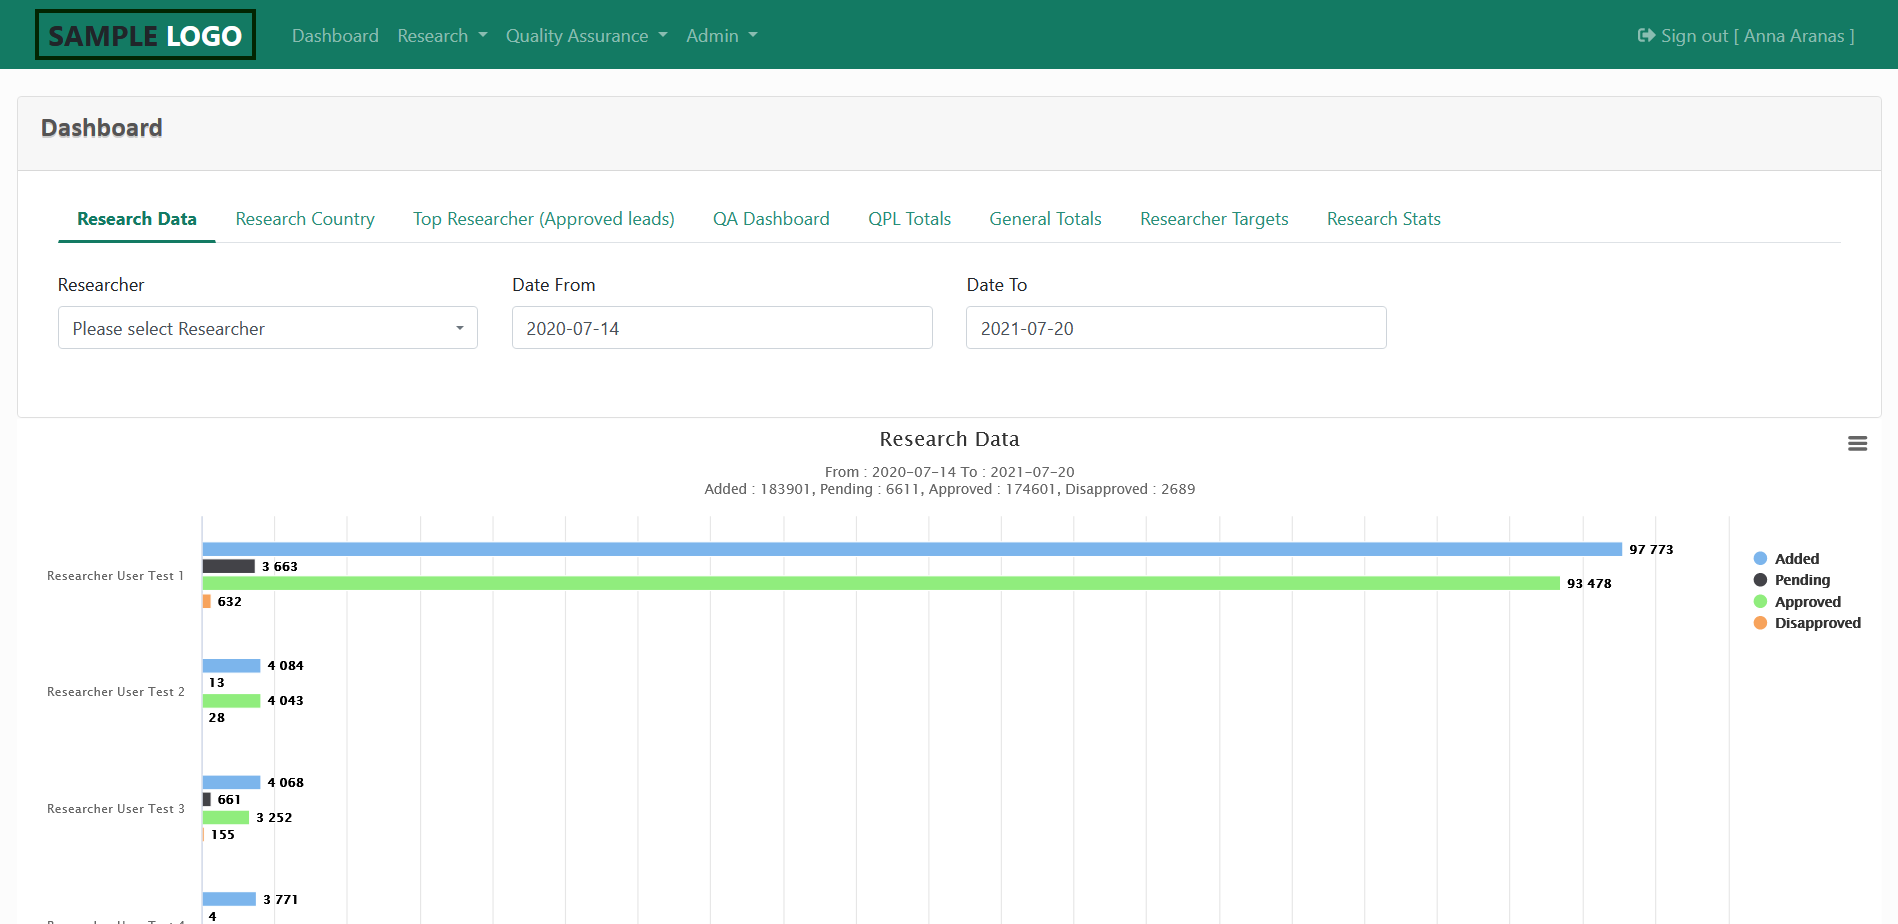 SAMPLE LOGO Dashboard Research Quality Assurance Admin Sign out [ Anna Aranas ]
Dashboard
Research Data Research Country Top Researcher (Approved leads) QA Dashboard QPL Totals General Totals Researcher Targets Research Stats
Researcher Date From Date To
Please select Researcher 2020-07-14 2021-07-20
Research Data
From : 2020-07-14 To : 2021-07-20
Added : 183901, Pending : 6611, Approved : 174601, Disapproved : 2689
97 773
3 663
Researcher User Test 1
93 478
632
Added
Pending
Approved
Disapproved
4 084
13
Researcher User Test 2
4 043
28
4 068
661
Researcher User Test 3
3 252
155
3 771
4